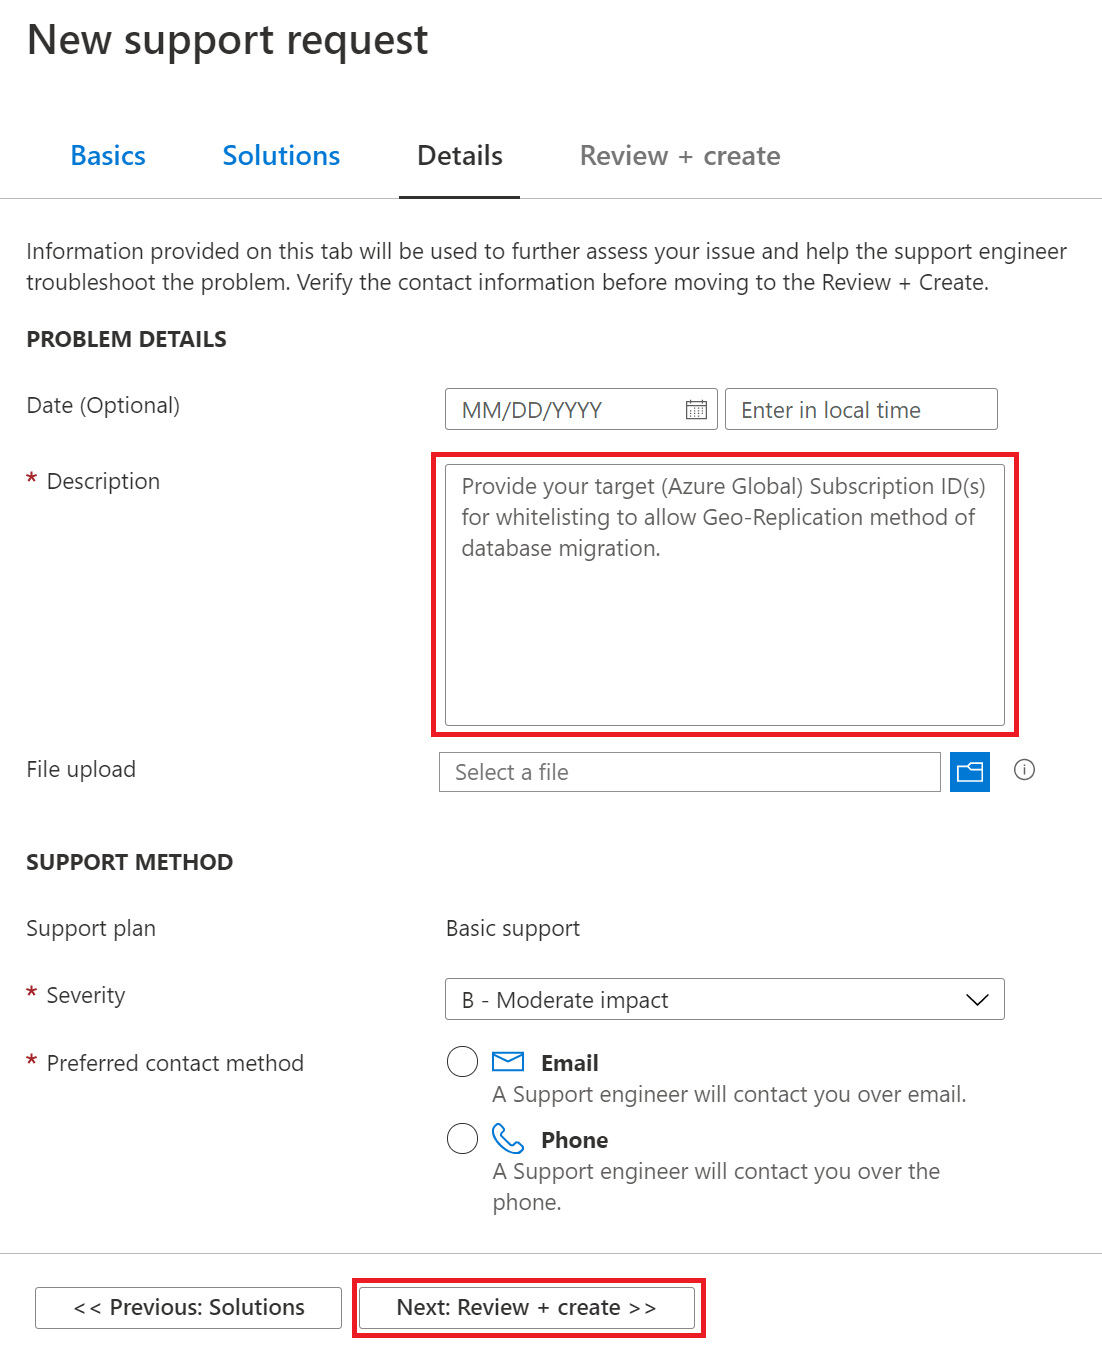 New support request
Basics Solutions Details Review + create
Information provided on this tab will be used to further assess your issue and help the support engineer
troubleshoot the problem. Verify the contact information before moving to the Review + Create.
PROBLEM DETAILS
Date (Optional) MM/DD/YYYY Enter in local time
* Description
Provide your target (Azure Global) Subscription ID(s)
for whitelisting to allow Geo-Replication method of
database migration.
File upload Select a file
SUPPORT METHOD
Support plan Basic support
* Severity B - Moderate impact
* Preferred contact method Email
A Support engineer will contact you over email.
Phone
A Support engineer will contact you over the
phone.
<< Previous: Solutions Next: Review + create >>